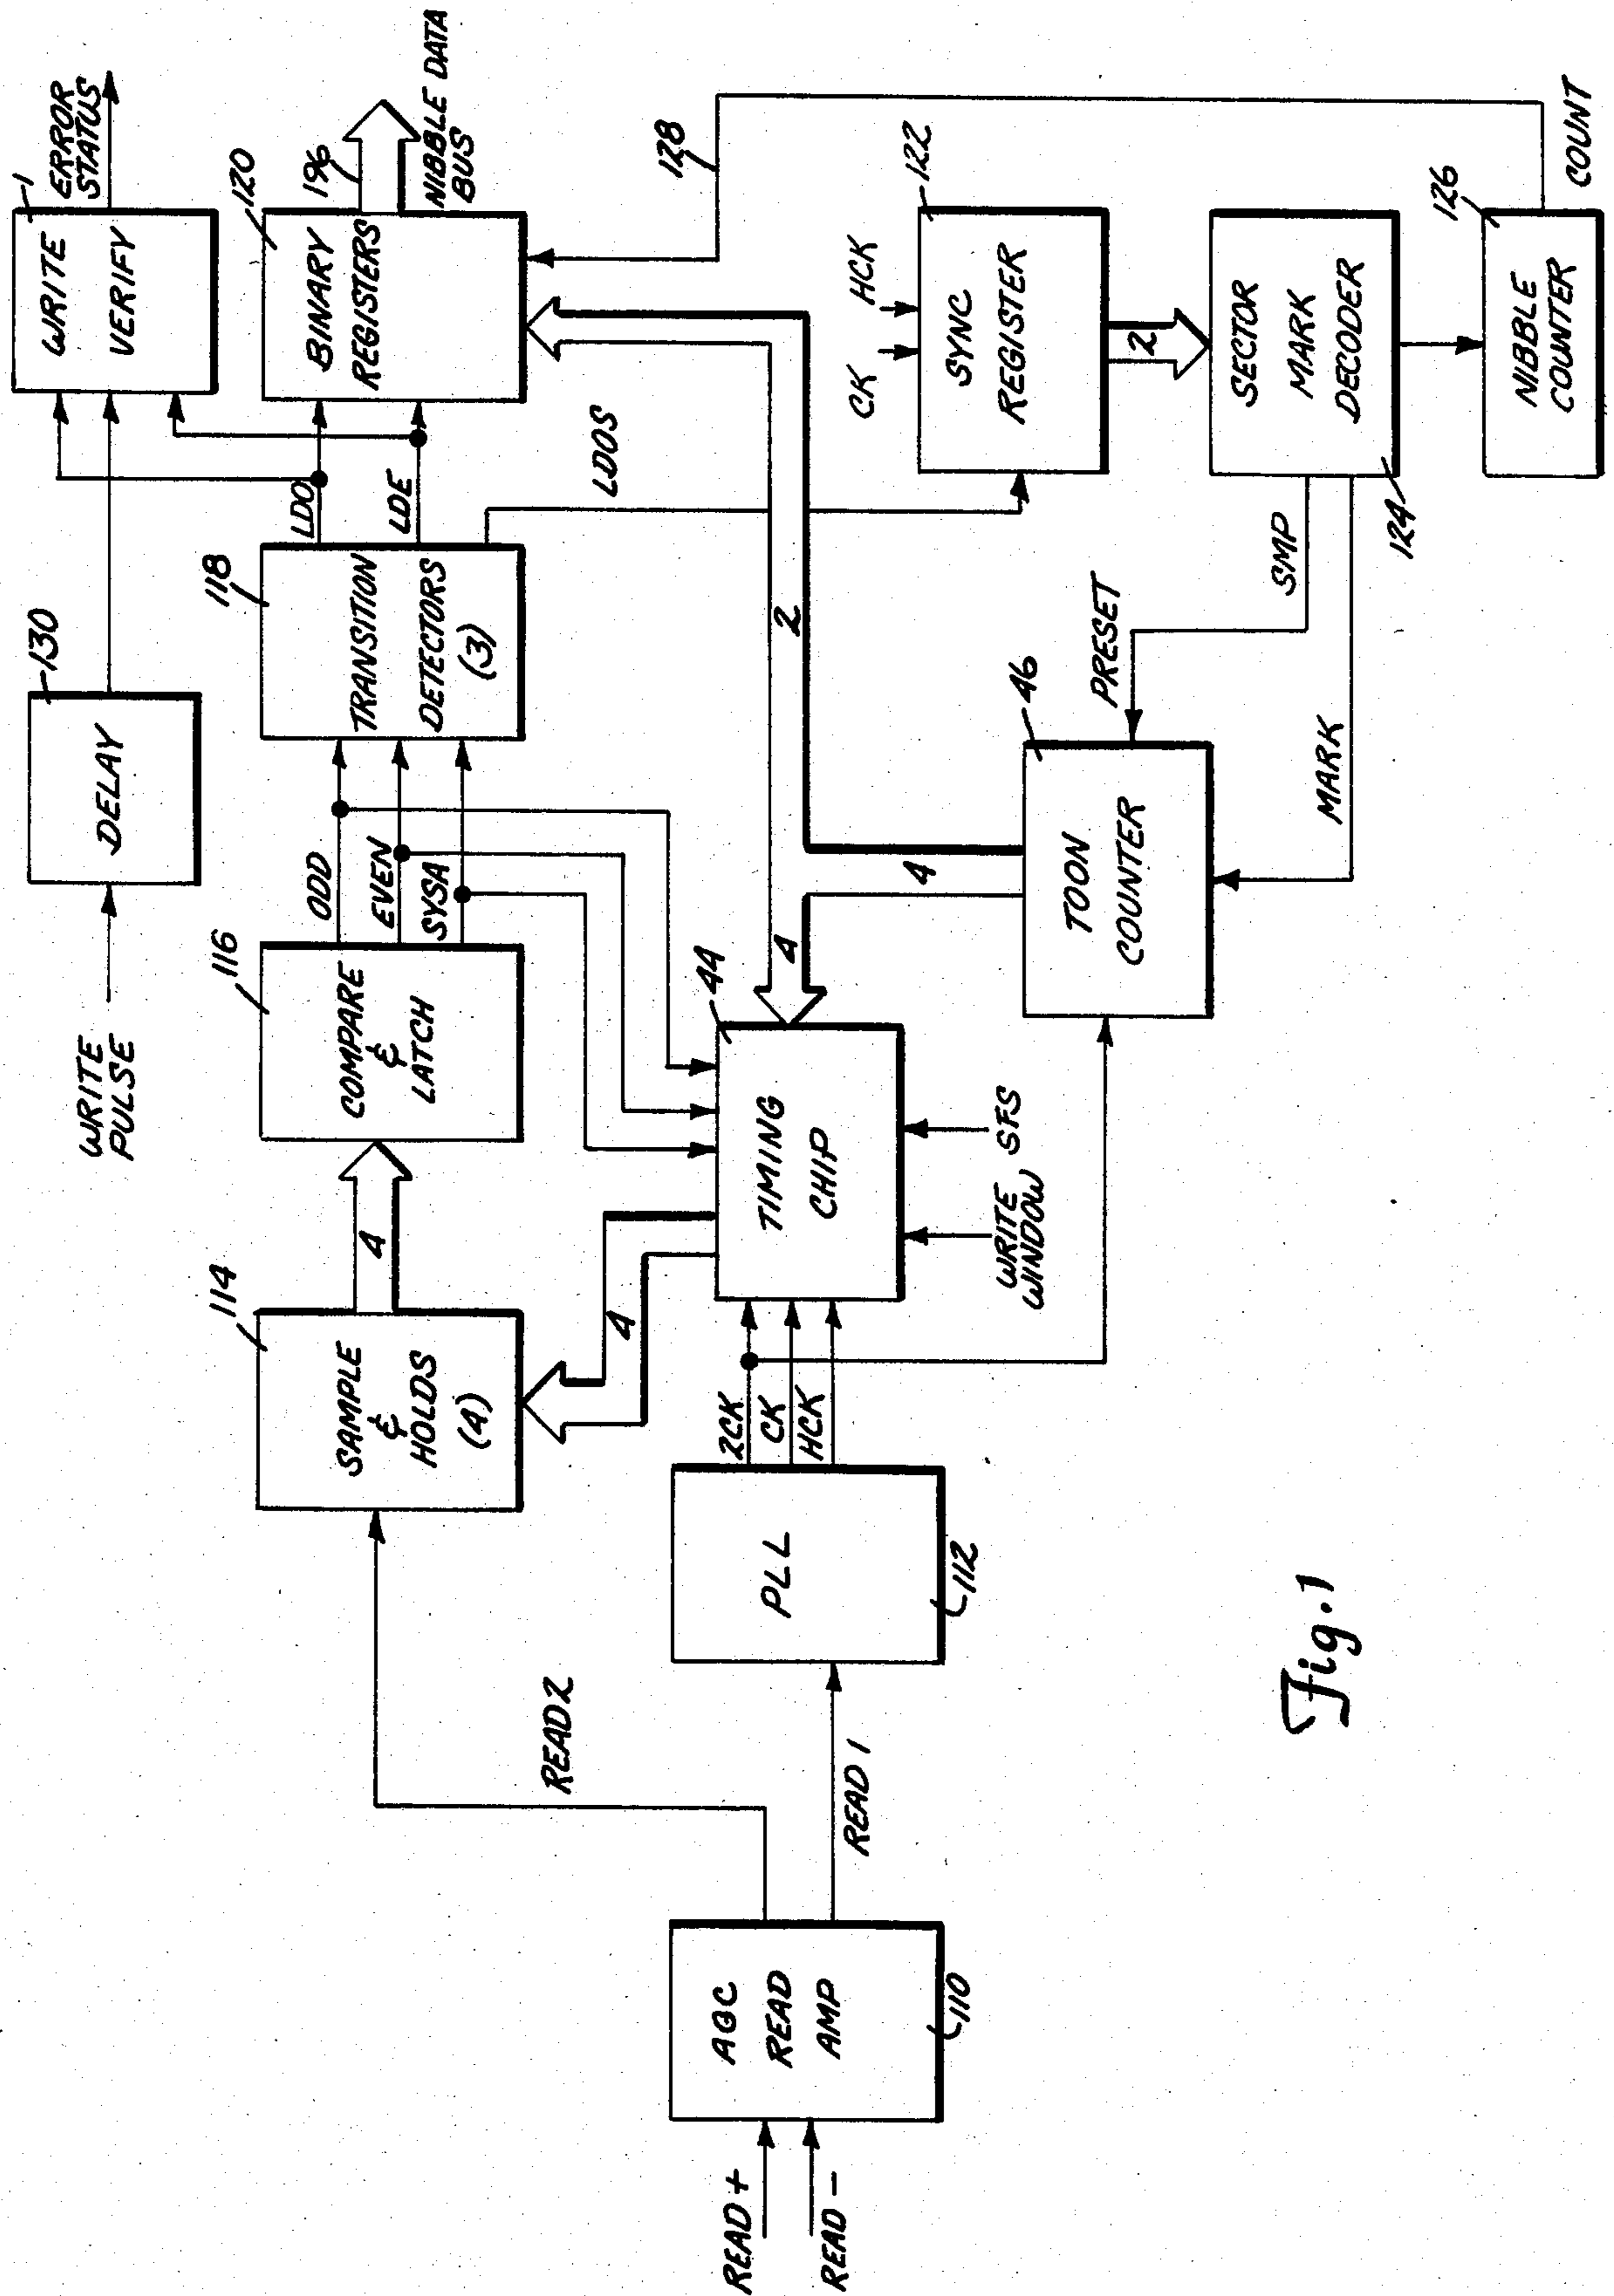 WRITE
PULSE
DELAY
130
WRITE
VERIFY
1
ERROR
STATUS
114
SAMPLE
&
HOLDS
(4)
4
116
COMPARE
&
LATCH
ODD
EVEN
SYSA
118
TRANSITION
DETECTORS
(3)
LDO
LDE
120
BINARY
REGISTERS
196
NIBBLE DATA
BUS
READ2
LDOS
128
4
2
READ+
READ-
AGC
READ
AMP
110
READ 1
PLL
112
2CK
CK
HCK
44
TIMING
CHIP
4
4
WRITE
WINDOW
SFS
46
TOON
COUNTER
PRESET
SMP
MARK
CK
HCK
122
SYNC
REGISTER
2
SECTOR
MARK
DECODER
124
126
NIBBLE
COUNTER
COUNT
Fig.1